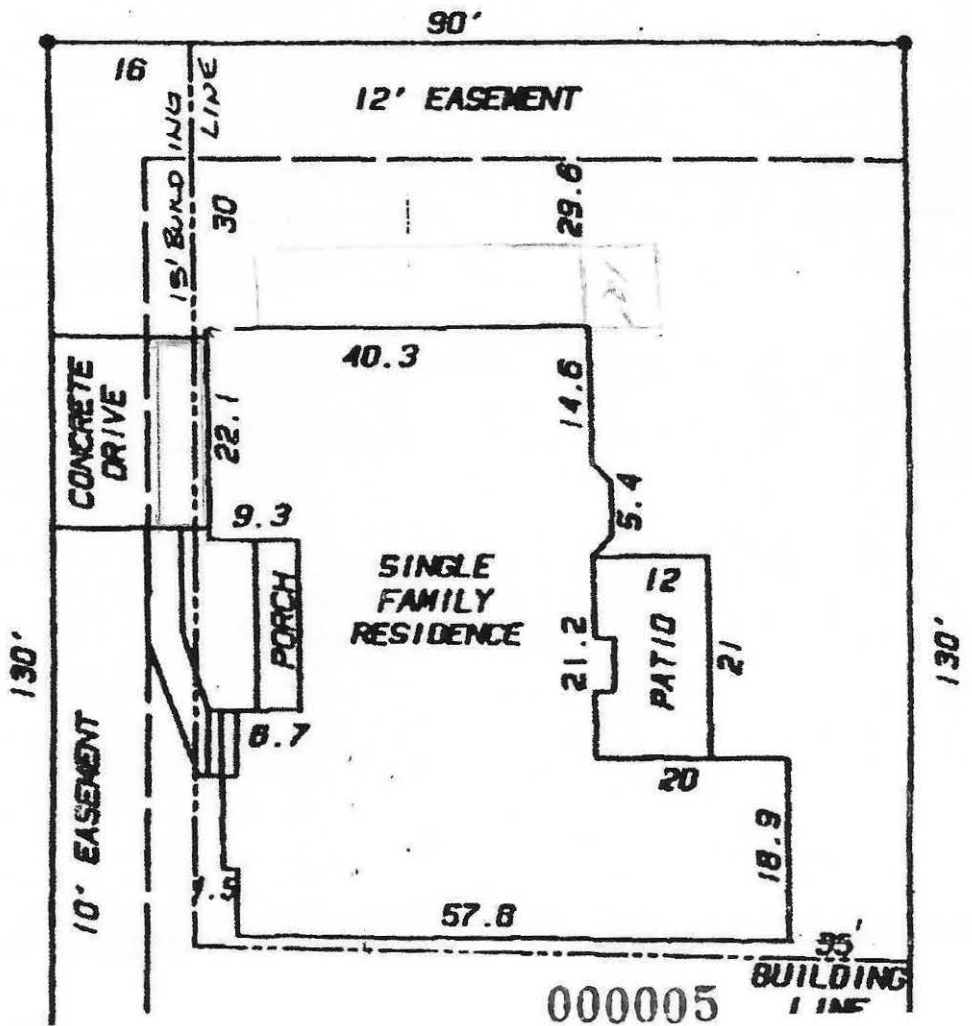 90'
16
12' EASEMENT
15' BUILDING
LINE
30
29.6
40.3
14.6
CONCRETE
DRIVE
22.1
5.4
9.3
SINGLE
FAMILY
RESIDENCE
PORCH
12
PATIO
21
21.2
130'
130'
8.7
20
10' EASEMENT
18.9
57.8
35'
BUILDING
LINE
000005